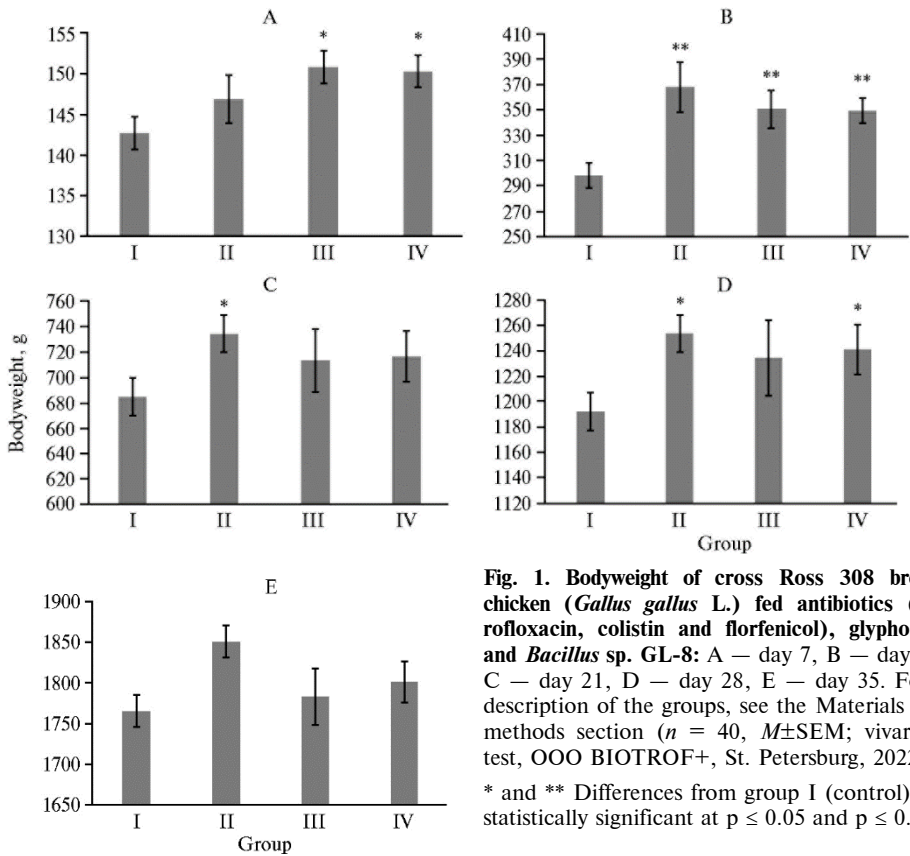 A
155
150
145
140
135
130
* *
I II III IV
B
410
390
370
350
330
310
290
270
250
** ** **
I II III IV
Bodyweight, g
C
760
740
720
700
680
660
640
620
600
*
I II III IV
D
1280
1260
1240
1220
1200
1180
1160
1140
1120
* *
I II III IV
Group
E
1900
1850
1800
1750
1700
1650
I II III IV
Group
Fig. 1. Bodyweight of cross Ross 308 bro
chicken (Gallus gallus L.) fed antibiotics (
rofloxacin, colistin and florfenicol), glypho
and Bacillus sp. GL-8: A — day 7, B — day
C — day 21, D — day 28, E — day 35. F
description of the groups, see the Materials
methods section (n = 40, M±SEM; vivar
test, OOO BIOTROF+, St. Petersburg, 202
* and ** Differences from group I (control)
statistically significant at p ≤ 0.05 and p ≤ 0.